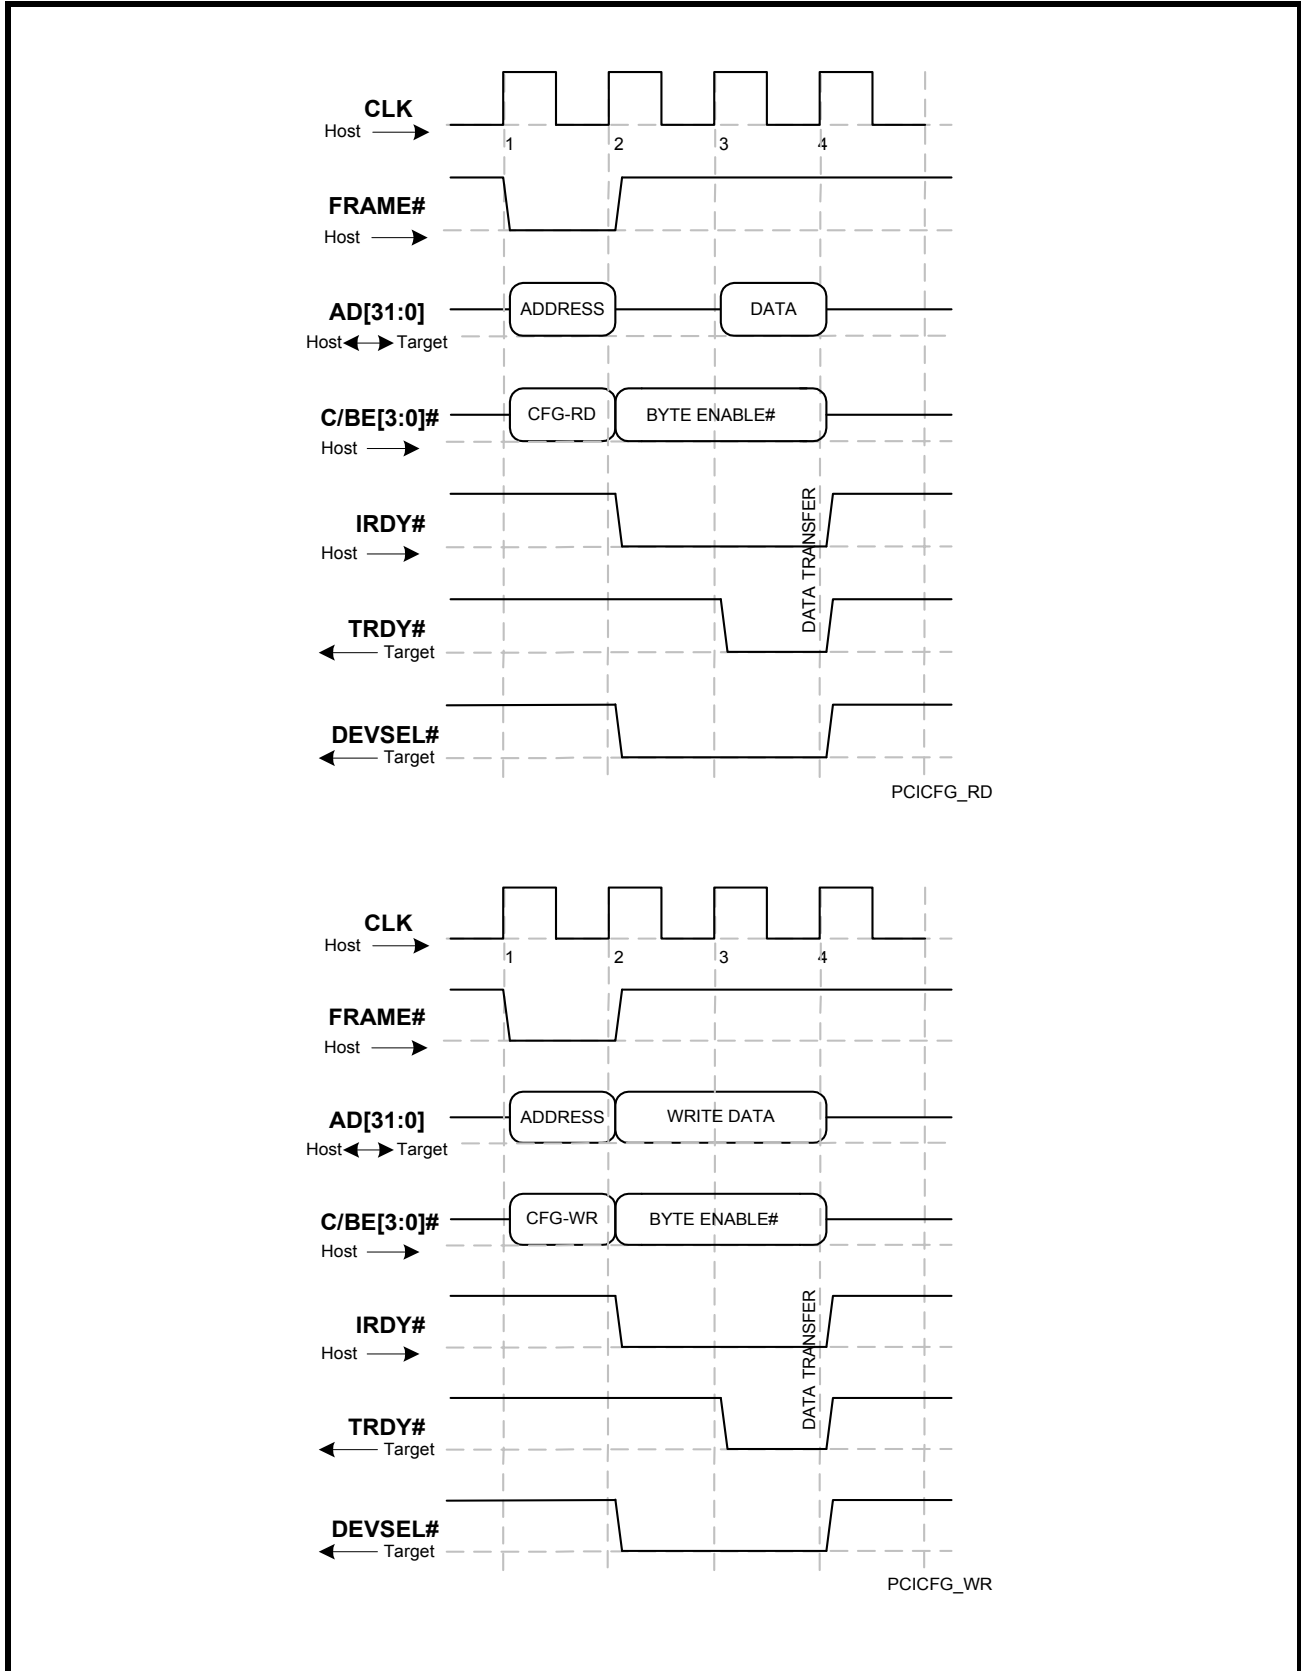 CLK
Host
1 2 3 4
FRAME#
Host
AD[31:0]
ADDRESS DATA
Host Target
C/BE[3:0]#
CFG-RD BYTE ENABLE#
Host
IRDY#
Host
DATA TRANSFER
TRDY#
Target
DEVSEL#
Target
PCICFG_RD
CLK
Host
1 2 3 4
FRAME#
Host
AD[31:0]
ADDRESS WRITE DATA
Host Target
C/BE[3:0]#
CFG-WR BYTE ENABLE#
Host
IRDY#
Host
DATA TRANSFER
TRDY#
Target
DEVSEL#
Target
PCICFG_WR